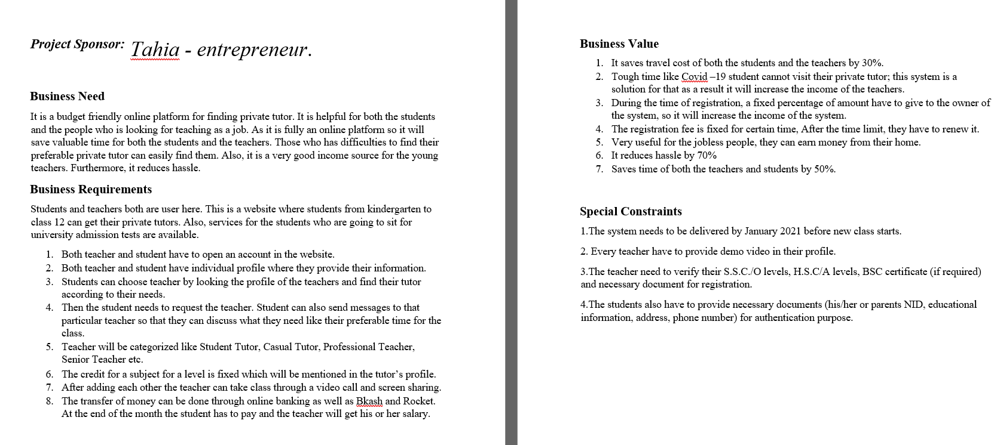 Project Sponsor: Tahia - entrepreneur.
Business Need
It is a budget friendly online platform for finding private tutor. It is helpful for both the students
and the people who is looking for teaching as a job. As it is fully an online platform so it will
save valuable time for both the students and the teachers. Those who has difficulties to find their
preferable private tutor can easily find them. Also, it is a very good income source for the young
teachers. Furthermore, it reduces hassle.
Business Requirements
Students and teachers both are user here. This is a website where students from kindergarten to
class 12 can get their private tutors. Also, services for the students who are going to sit for
university admission tests are available.
1. Both teacher and student have to open an account in the website.
2. Both teacher and student have individual profile where they provide their information.
3. Students can choose teacher by looking the profile of the teachers and find their tutor
according to their needs.
4. Then the student needs to request the teacher. Student can also send messages to that
particular teacher so that they can discuss what they need like their preferable time for the
class.
5. Teacher will be categorized like Student Tutor, Casual Tutor, Professional Teacher,
Senior Teacher etc.
6. The credit for a subject for a level is fixed which will be mentioned in the tutor’s profile.
7. After adding each other the teacher can take class through a video call and screen sharing.
8. The transfer of money can be done through online banking as well as Bkash and Rocket.
At the end of the month the student has to pay and the teacher will get his or her salary.
Business Value
1. It saves travel cost of both the students and the teachers by 30%.
2. Tough time like Covid –19 student cannot visit their private tutor; this system is a
solution for that as a result it will increase the income of the teachers.
3. During the time of registration, a fixed percentage of amount have to give to the owner of
the system, so it will increase the income of the system.
4. The registration fee is fixed for certain time, After the time limit, they have to renew it.
5. Very useful for the jobless people, they can earn money from their home.
6. It reduces hassle by 70%
7. Saves time of both the teachers and students by 50%.
Special Constraints
1.The system needs to be delivered by January 2021 before new class starts.
2. Every teacher have to provide demo video in their profile.
3.The teacher need to verify their S.S.C./O levels, H.S.C/A levels, BSC certificate (if required)
and necessary document for registration.
4.The students also have to provide necessary documents (his/her or parents NID, educational
information, address, phone number) for authentication purpose.